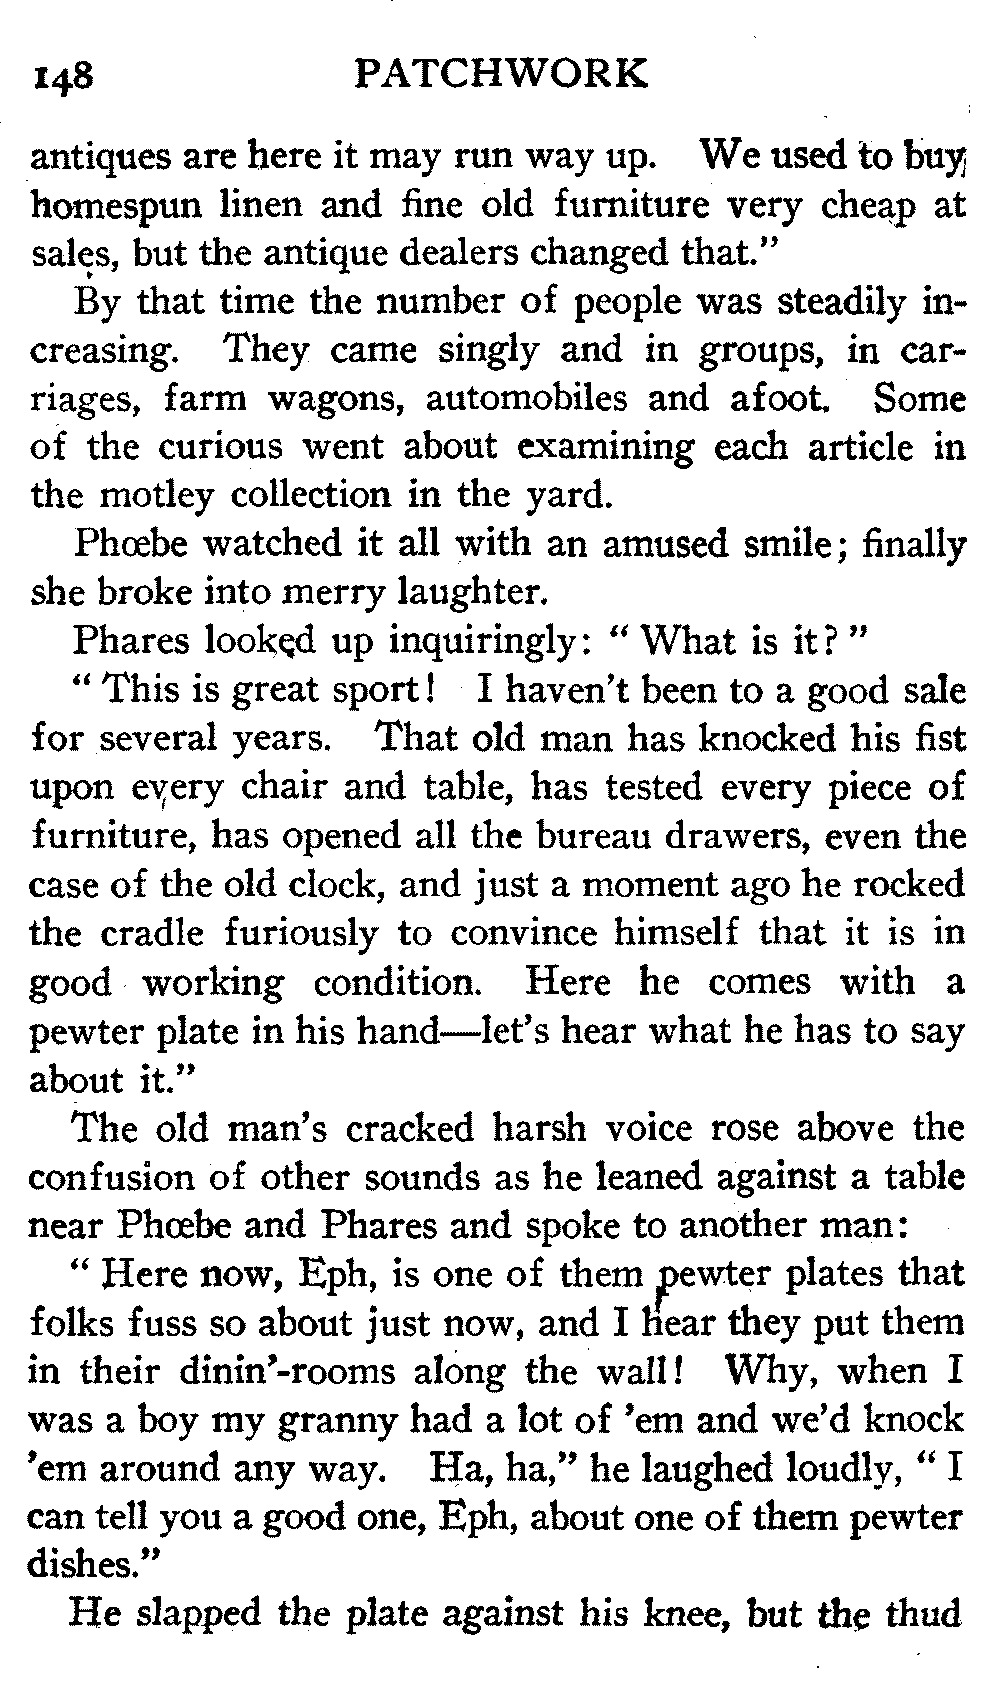 148 PATCHWORK
antiques are here it may run way up. We used to buy
homespun linen and fine old furniture very cheap at
sales, but the antique dealers changed that."
By that time the number of people was steadily in-
creasing. They came singly and in groups, in car-
riages, farm wagons, automobiles and afoot. Some
of the curious went about examining each article in
the motley collection in the yard.
Phœbe watched it all with an amused smile; finally
she broke into merry laughter.
Phares looked up inquiringly: " What is it? "
" This is great sport! I haven't been to a good sale
for several years. That old man has knocked his fist
upon every chair and table, has tested every piece of
furniture, has opened all the bureau drawers, even the
case of the old clock, and just a moment ago he rocked
the cradle furiously to convince himself that it is in
good working condition. Here he comes with a
pewter plate in his hand—let's hear what he has to say
about it."
The old man's cracked harsh voice rose above the
confusion of other sounds as he leaned against a table
near Phœbe and Phares and spoke to another man:
" Here now, Eph, is one of them pewter plates that
folks fuss so about just now, and I hear they put them
in their dinin'-rooms along the wall! Why, when I
was a boy my granny had a lot of 'em and we'd knock
'em around any way. Ha, ha," he laughed loudly, " I
can tell you a good one, Eph, about one of them pewter
dishes."
He slapped the plate against his knee, but the thud